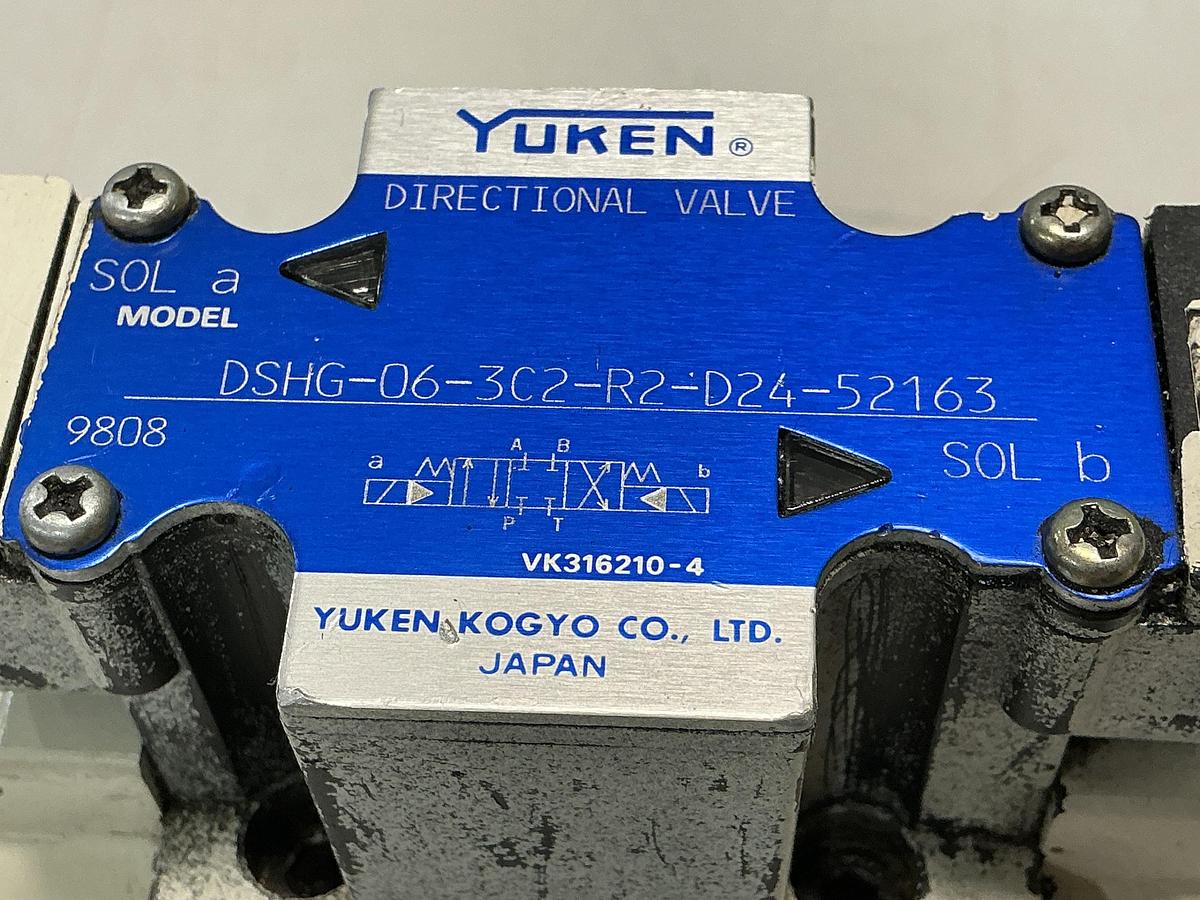 YUKEN®
DIRECTIONAL VALVE
SOL a
MODEL
DSHG-06-3C2-R2-D24-52163
9808
A B
a b
P T
SOL b
VK316210-4
YUKEN KOGYO CO., LTD.
JAPAN